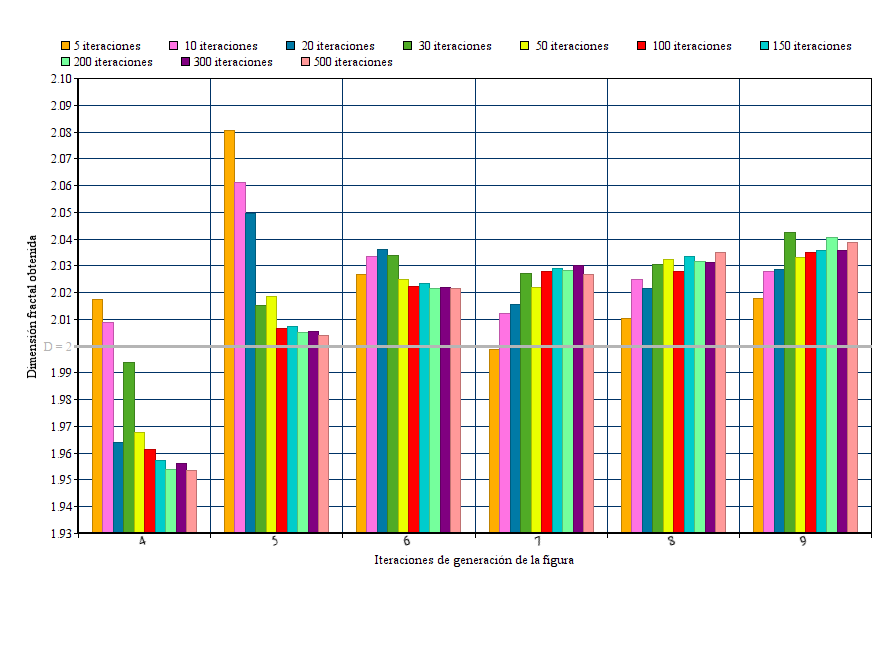 5 iteraciones 10 iteraciones 20 iteraciones 30 iteraciones 50 iteraciones 100 iteraciones 150 iteraciones
200 iteraciones 300 iteraciones 500 iteraciones
2.10
2.09
2.08
2.07
2.06
2.05
2.04
2.03
2.02
2.01
D = 2
1.99
1.98
1.97
1.96
1.95
1.94
1.93
Dimensión fractal obtenida
4 5 6 7 8 9
Iteraciones de generación de la figura